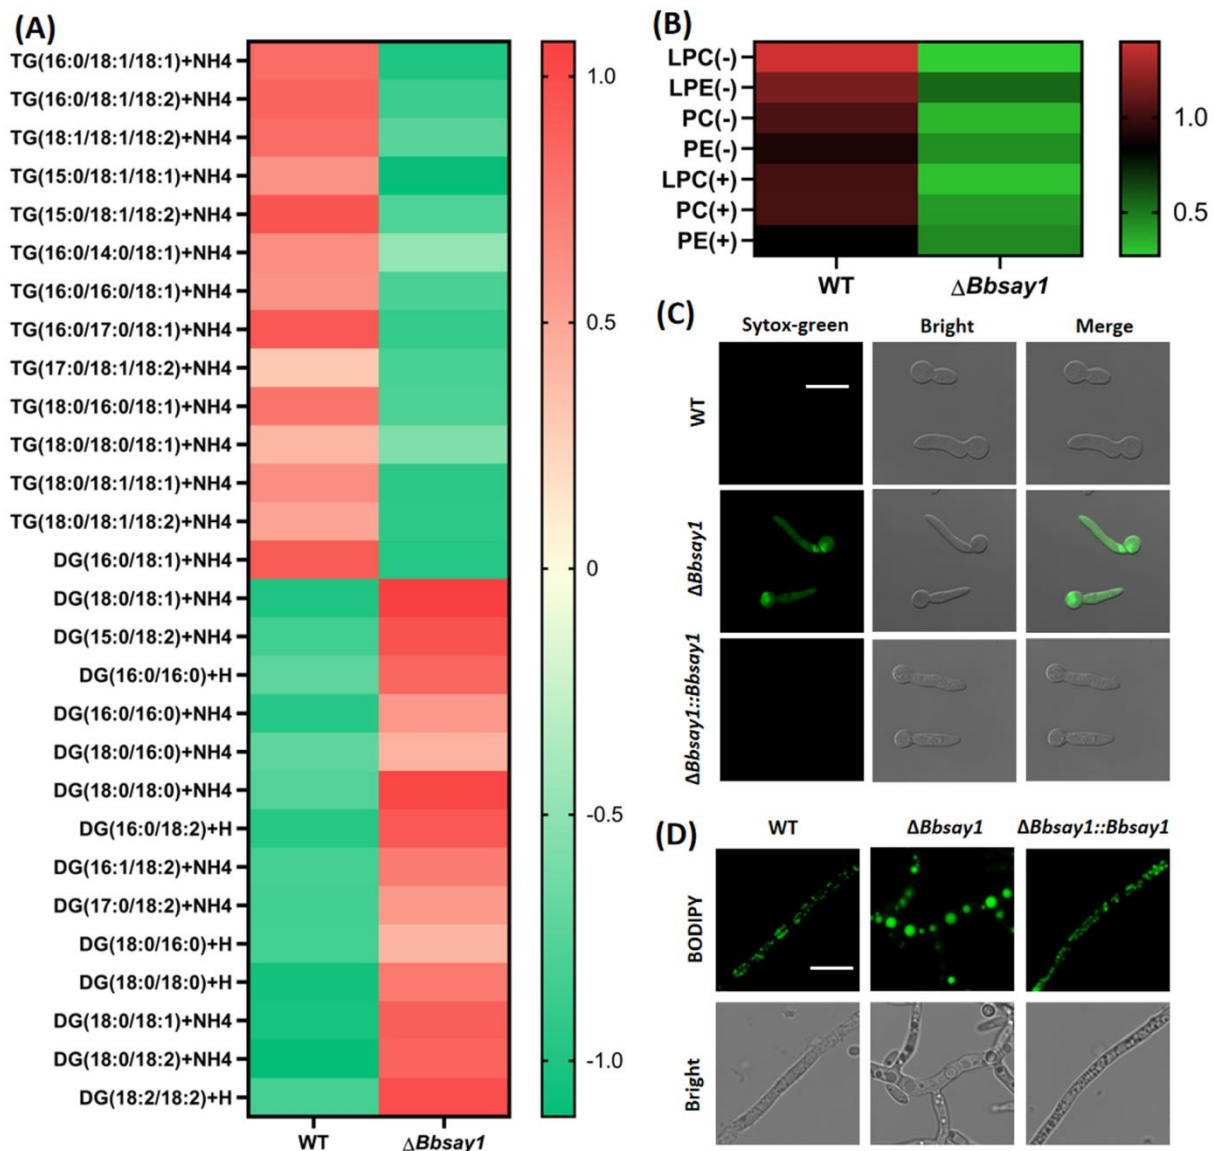 (A)
TG(16:0/18:1/18:1)+NH4
TG(16:0/18:1/18:2)+NH4
TG(18:1/18:1/18:2)+NH4
TG(15:0/18:1/18:1)+NH4
TG(15:0/18:1/18:2)+NH4
TG(16:0/14:0/18:1)+NH4
TG(16:0/16:0/18:1)+NH4
TG(16:0/17:0/18:1)+NH4
TG(17:0/18:1/18:2)+NH4
TG(18:0/16:0/18:1)+NH4
TG(18:0/18:0/18:1)+NH4
TG(18:0/18:1/18:1)+NH4
TG(18:0/18:1/18:2)+NH4
DG(16:0/18:1)+NH4
DG(18:0/18:1)+NH4
DG(15:0/18:2)+NH4
DG(16:0/16:0)+H
DG(16:0/16:0)+NH4
DG(18:0/16:0)+NH4
DG(18:0/18:0)+NH4
DG(16:0/18:2)+H
DG(16:1/18:2)+NH4
DG(17:0/18:2)+NH4
DG(18:0/16:0)+H
DG(18:0/18:0)+H
DG(18:0/18:1)+NH4
DG(18:0/18:2)+NH4
DG(18:2/18:2)+H
WT ΔBbsay1
1.0
0.5
0
-0.5
-1.0
(B)
LPC(-)
LPE(-)
PC(-)
PE(-)
LPC(+)
PC(+)
PE(+)
WT ΔBbsay1
1.0
0.5
(C)
Sytox-green Bright Merge
WT
ΔBbsay1
ΔBbsay1::Bbsay1
(D)
WT ΔBbsay1 ΔBbsay1::Bbsay1
BODIPY
Bright